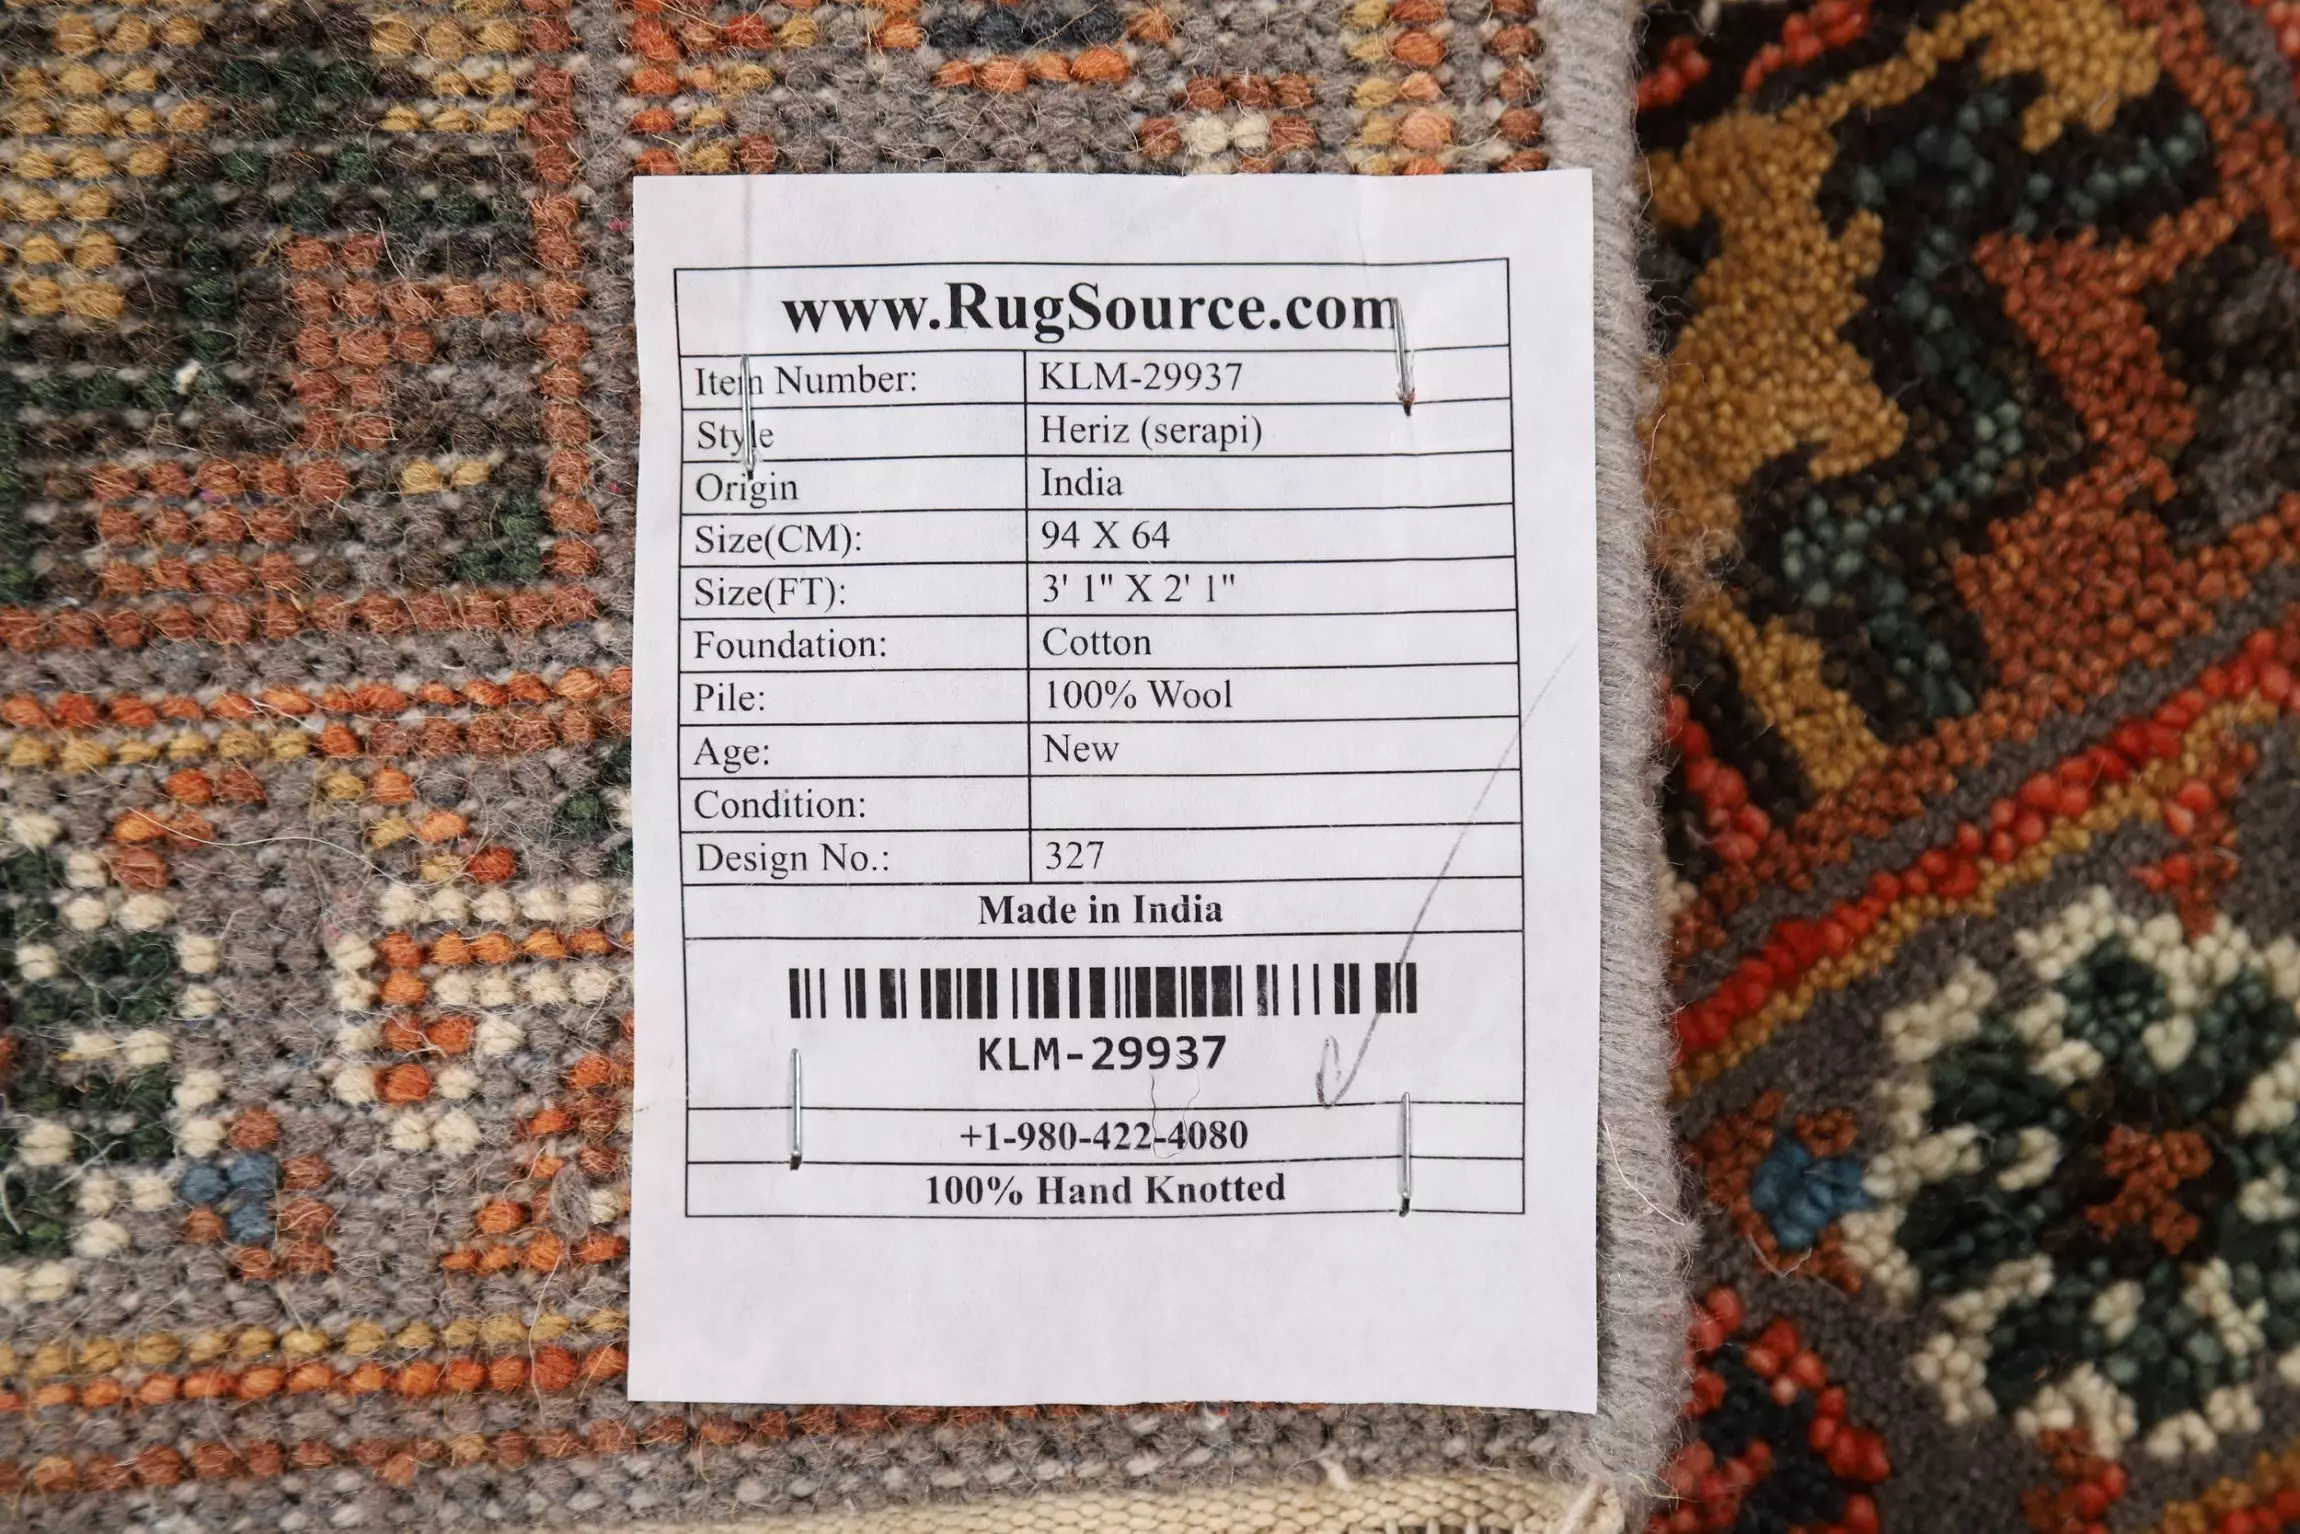 www.RugSource.com
Item Number: KLM-29937
Style Heriz (serapi)
Origin India
Size(CM): 94 X 64
Size(FT): 3' 1" X 2' 1"
Foundation: Cotton
Pile: 100% Wool
Age: New
Condition:
Design No.: 327
Made in India
KLM-29937
+1-980-422-4080
100% Hand Knotted